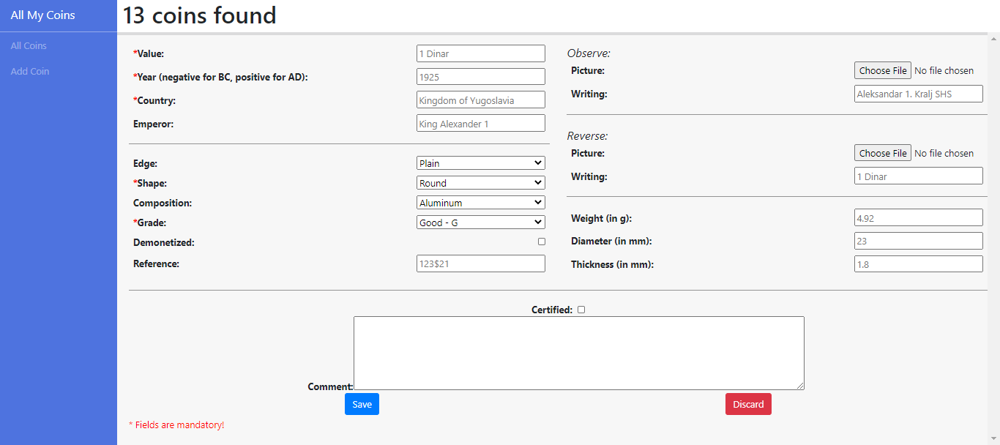 All My Coins
All Coins
Add Coin
13 coins found
*Value: 1 Dinar
*Year (negative for BC, positive for AD): 1925
*Country: Kingdom of Yugoslavia
Emperor: King Alexander 1
Edge: Plain
*Shape: Round
Composition: Aluminum
*Grade: Good - G
Demonetized:
Reference: 123$21
Observe:
Picture: Choose File No file chosen
Writing: Aleksandar 1. Kralj SHS
Reverse:
Picture: Choose File No file chosen
Writing: 1 Dinar
Weight (in g): 4.92
Diameter (in mm): 23
Thickness (in mm): 1.8
Certified:
Comment:
Save Discard
* Fields are mandatory!